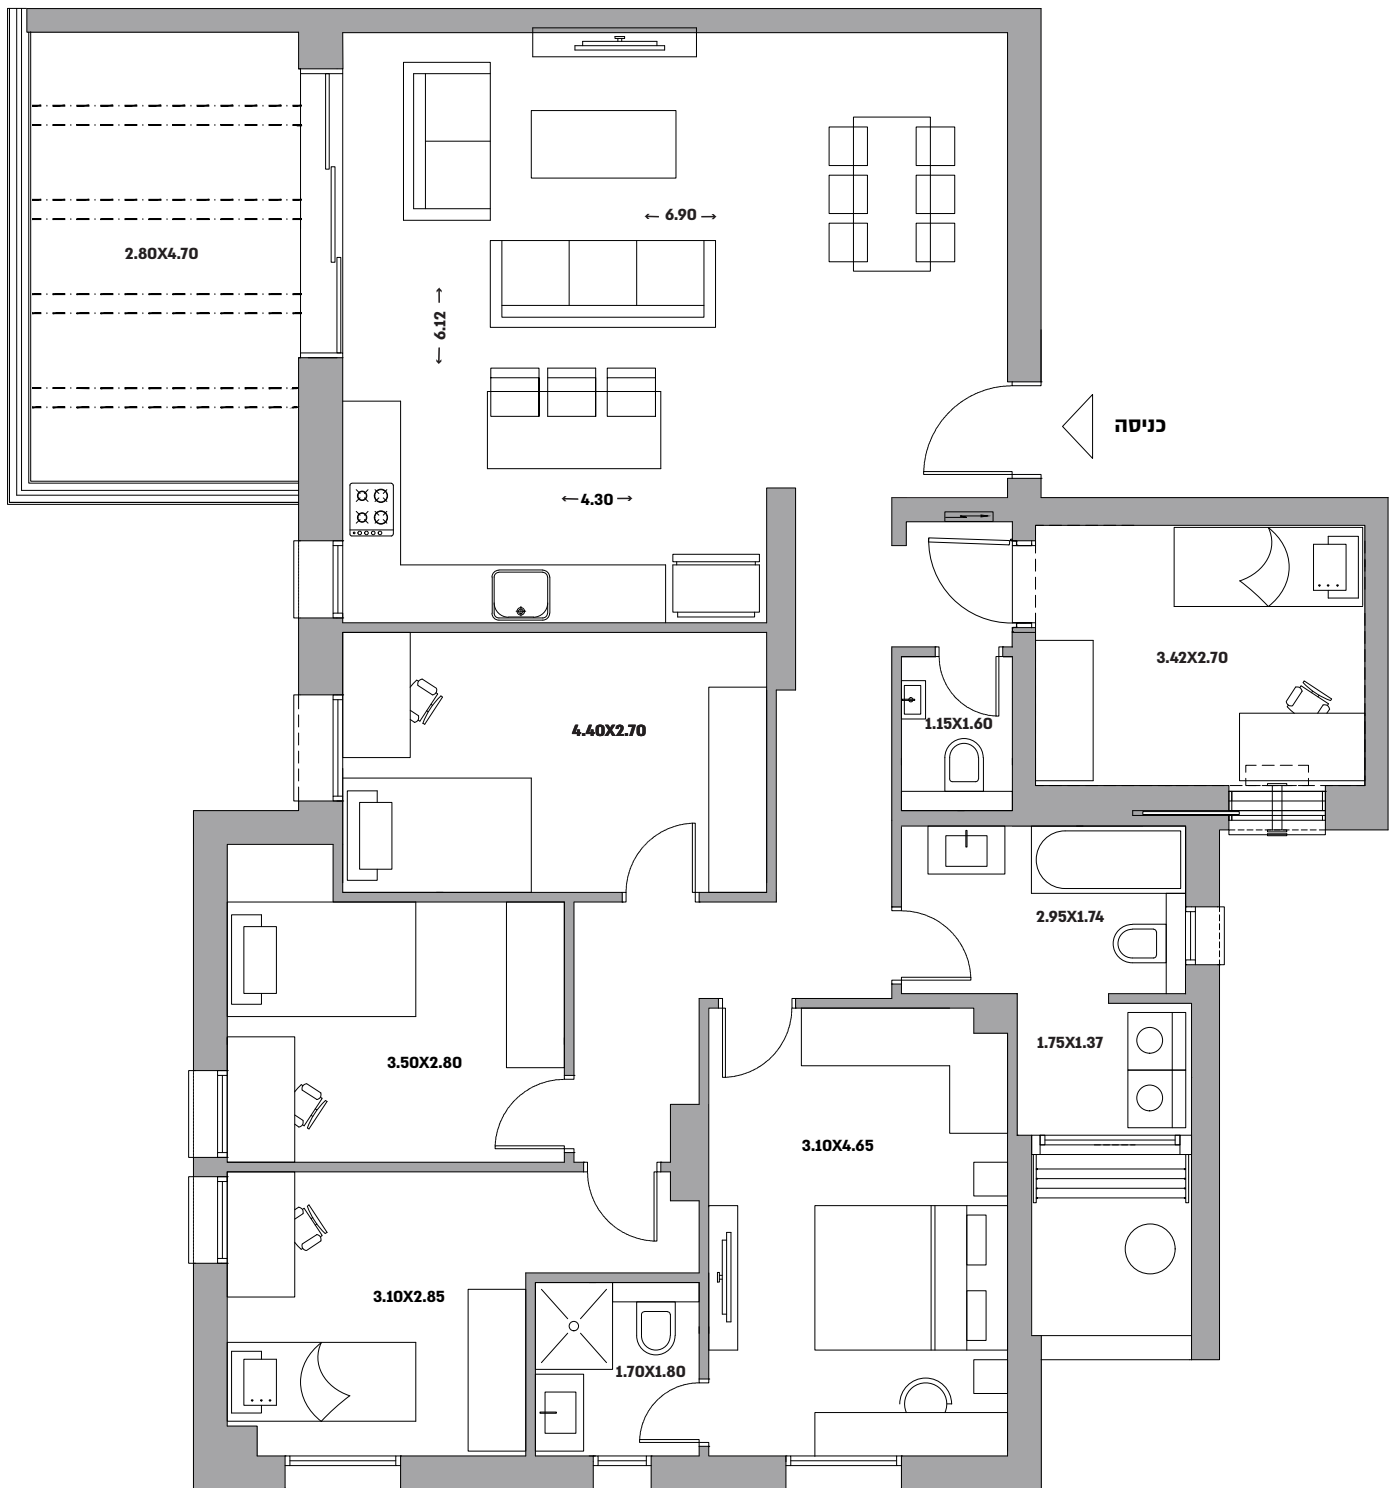 ← 6.90 →
2.80X4.70
← 6.12 →
כניסה
← 4.30 →
3.42X2.70
1.15X1.60
4.40X2.70
2.95X1.74
1.75X1.37
3.50X2.80
3.10X4.65
3.10X2.85
1.70X1.80